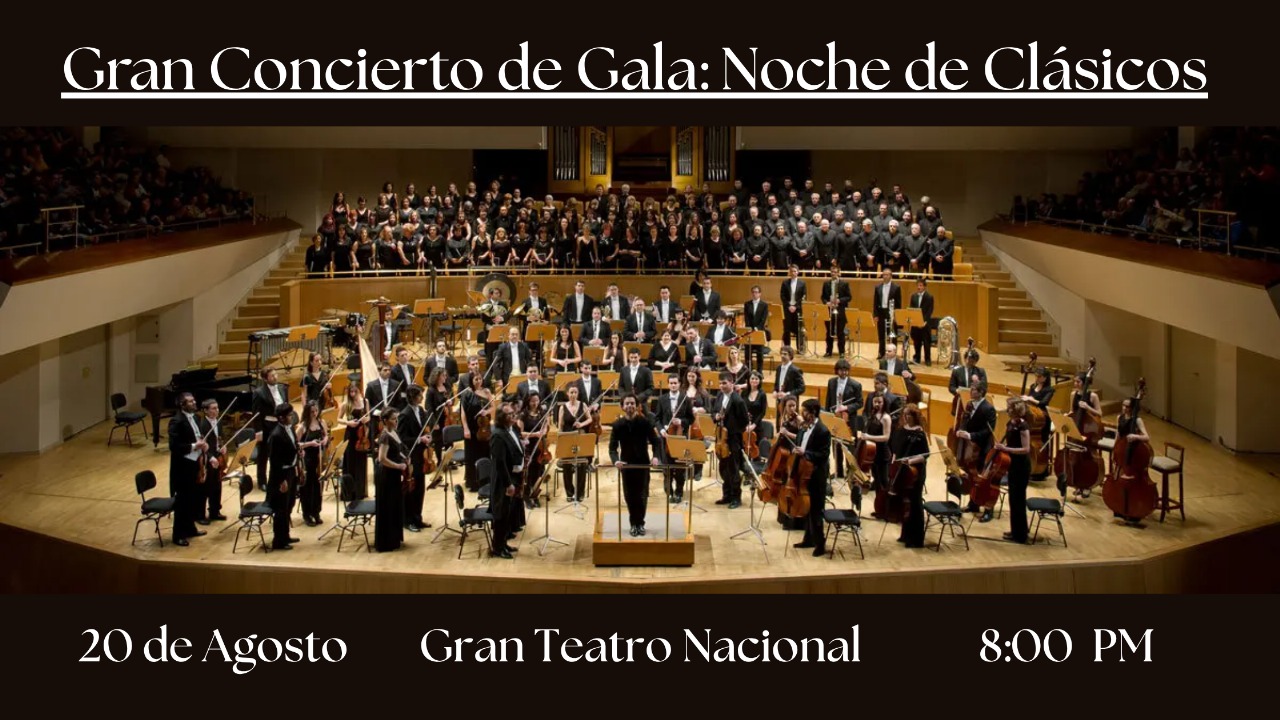 Gran Concierto de Gala: Noche de Clásicos
20 de Agosto Gran Teatro Nacional 8:00 PM